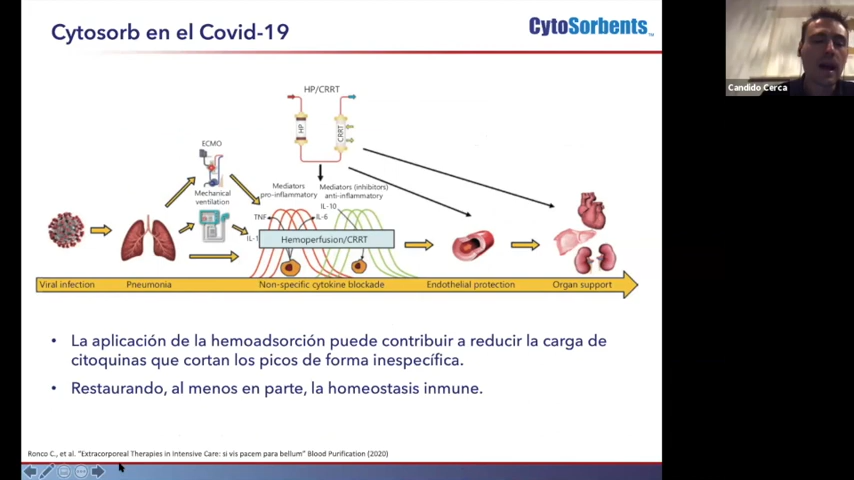 Cytosorb en el Covid-19
CytoSorbents™
Candido Cerca
HP/CRRT
HP
CRRT
ECMO
Mechanical
ventilation
Mediators
pro-inflammatory
Mediators (inhibitors)
anti-inflammatory
IL-10
TNF
IL-6
IL-1
Hemoperfusion/CRRT
Viral infection
Pneumonia
Non-specific cytokine blockade
Endothelial protection
Organ support
• La aplicación de la hemoadsorción puede contribuir a reducir la carga de
citoquinas que cortan los picos de forma inespecífica.
• Restaurando, al menos en parte, la homeostasis inmune.
Ronco C., et al. “Extracorporeal Therapies in Intensive Care: si vis pacem para bellum” Blood Purification (2020)